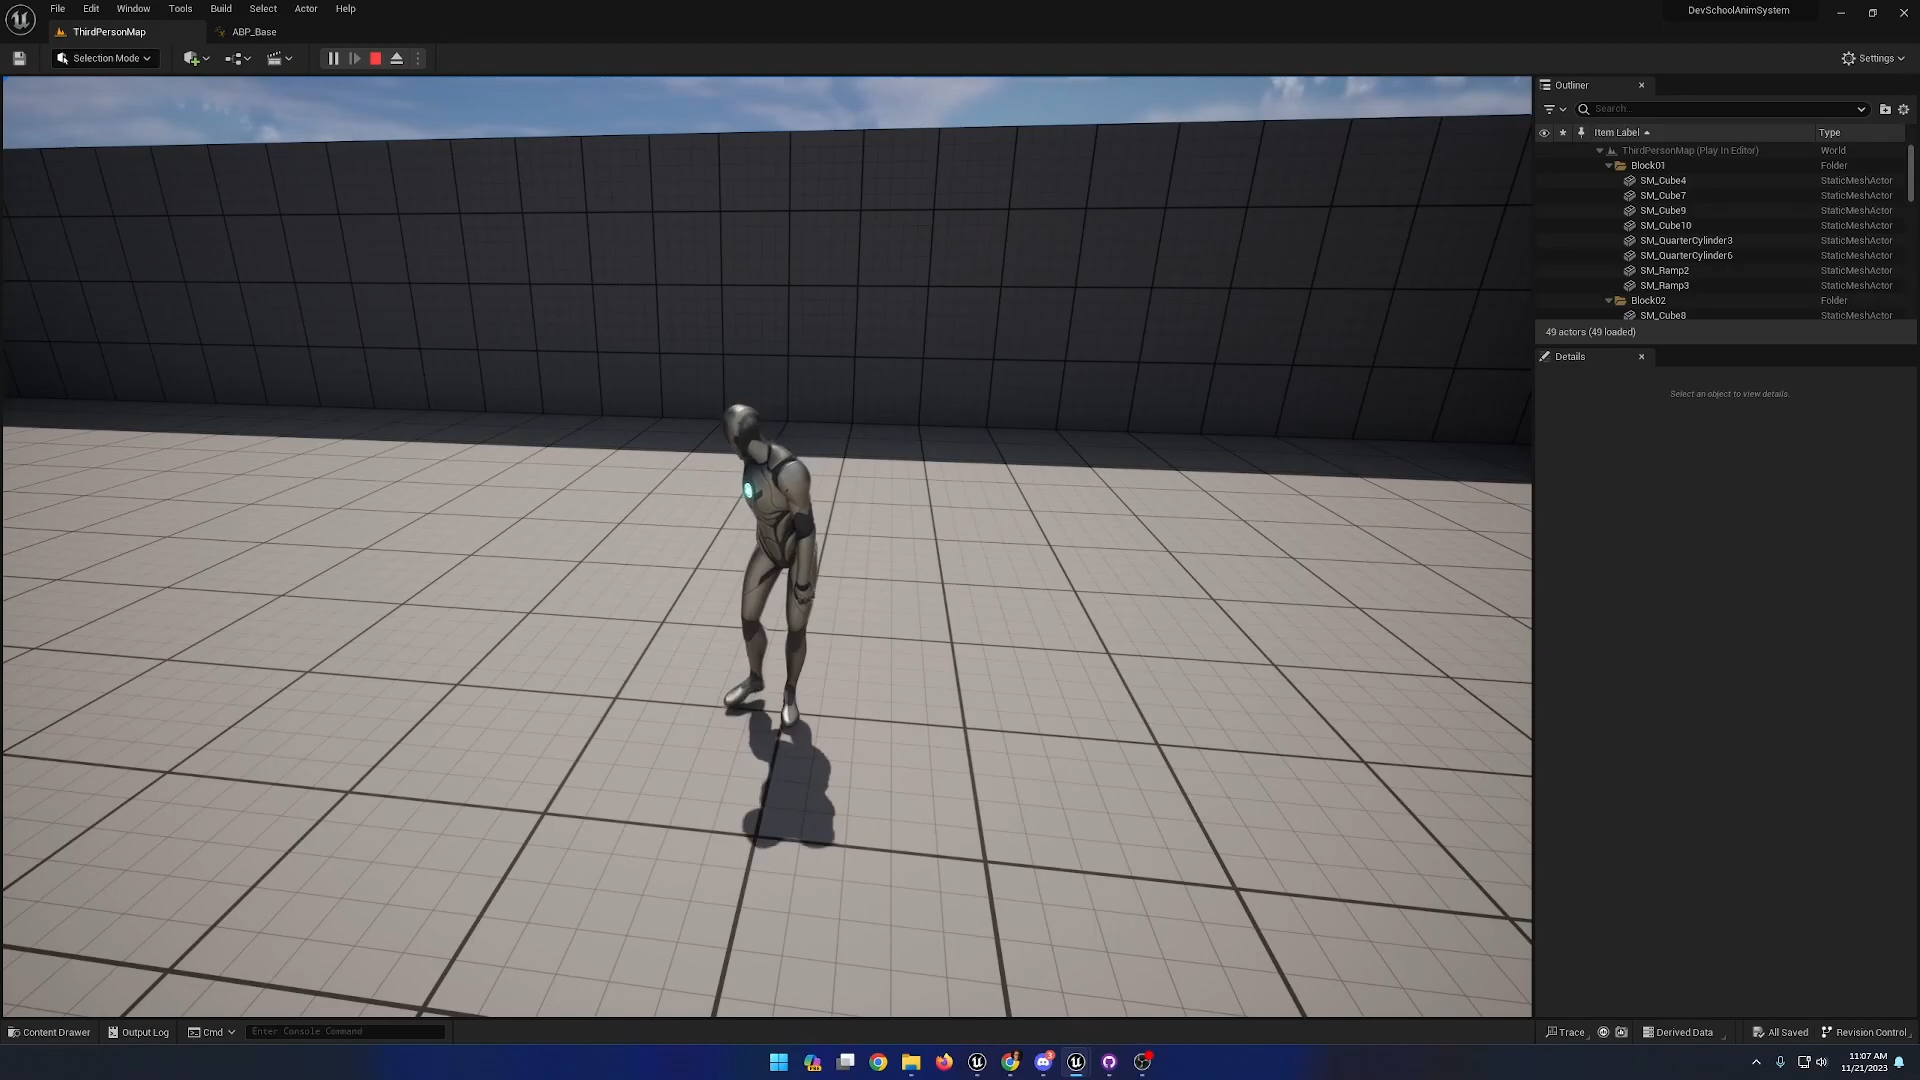 File Edit Window Tools Build Select Actor Help
DevSchoolAnimSystem
ThirdPersonMap
ABP_Base
Selection Mode
Settings
Outliner
Search...
Item Label Type
ThirdPersonMap (Play In Editor) World
Block01 Folder
SM_Cube4 StaticMeshActor
SM_Cube7 StaticMeshActor
SM_Cube9 StaticMeshActor
SM_Cube10 StaticMeshActor
SM_QuarterCylinder3 StaticMeshActor
SM_QuarterCylinder6 StaticMeshActor
SM_Ramp2 StaticMeshActor
SM_Ramp3 StaticMeshActor
Block02 Folder
SM_Cube8 StaticMeshActor
49 actors (49 loaded)
Details
Select an object to view details.
Content Drawer Output Log Cmd Enter Console Command
Trace Derived Data All Saved Revision Control
11:07 AM
11/21/2023